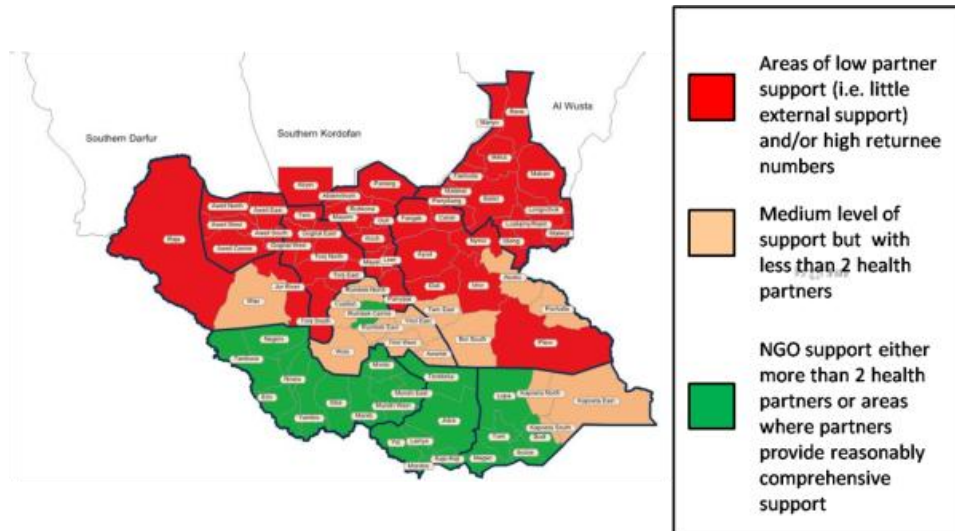 Southern Darfur
Southern Kordofan
Al Wusta
Renk
Manyo
Melut
Maban
Fashoda
Malakal
Panyikang
Baliet
Longochuk
Luakpiny/Nasir
Maiwut
Abyei
Pariang
Abiemnhom
Rubkona
Mayom
Guit
Fangak
Canal
Aweil North
Aweil East
Twic
Aweil West
Aweil South
Gogrial East
Koch
Nyirol
Ulang
Raja
Aweil Centre
Gogrial West
Tonj North
Mayendit
Leer
Ayod
Tonj East
Duk
Uror
Akobo
Jur River
Rumbek North
Panyijiar
Wau
Cueibet
Rumbek Centre
Twic East
Pochalla
Tonj South
Rumbek East
Yirol East
Yirol West
Bor South
Pibor
Wulu
Awerial
Nagero
Mvolo
Tambura
Terekeka
Nzara
Mundri East
Kapoeta North
Kapoeta East
Ezo
Ibba
Mundri West
Lopa
Yambio
Maridi
Juba
Kapoeta South
Torit
Budi
Yei
Lainya
Kajo-Keji
Magwi
Ikotos
Morobo
Areas of low partner
support (i.e. little
external support)
and/or high returnee
numbers
Medium level of
support but with
less than 2 health
partners
NGO support either
more than 2 health
partners or areas
where partners
provide reasonably
comprehensive
support